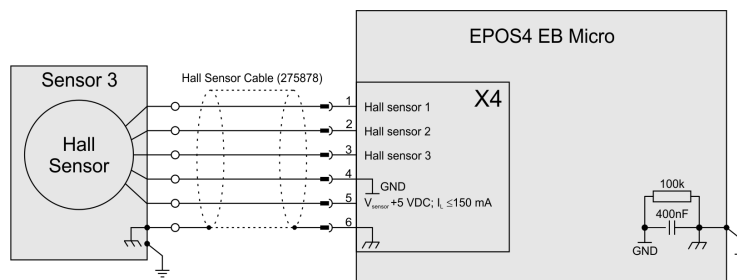 EPOS4 EB Micro
Sensor 3
Hall Sensor Cable (275878)
X4
1
Hall sensor 1
2
Hall sensor 2
Hall
Sensor
3
Hall sensor 3
4
GND
5
Vsensor +5 VDC; IL ≤150 mA
6
100k
400nF
GND